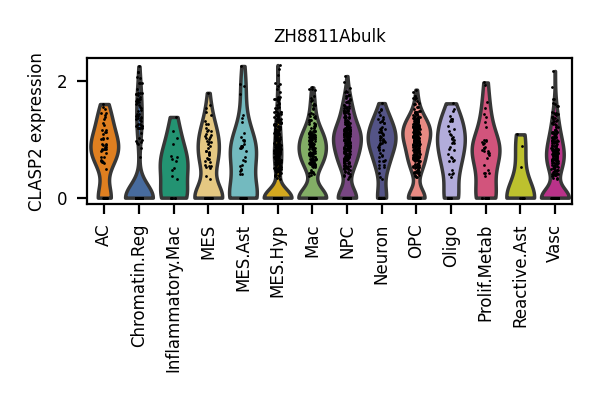 ZH8811Abulk
CLASP2 expression
2
0
AC
Chromatin.Reg
Inflammatory.Mac
MES
MES.Ast
MES.Hyp
Mac
NPC
Neuron
OPC
Oligo
Prolif.Metab
Reactive.Ast
Vasc